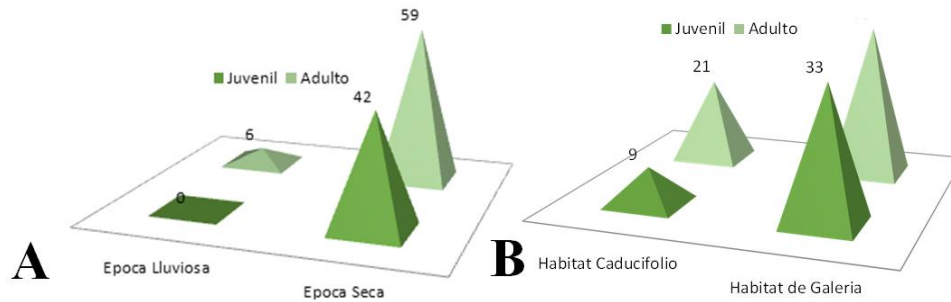 59
Juvenil Adulto
42
6
0
A
Epoca Lluviosa
Epoca Seca
Juvenil Adulto
21
33
9
B
Habitat Caducifolio
Habitat de Galeria